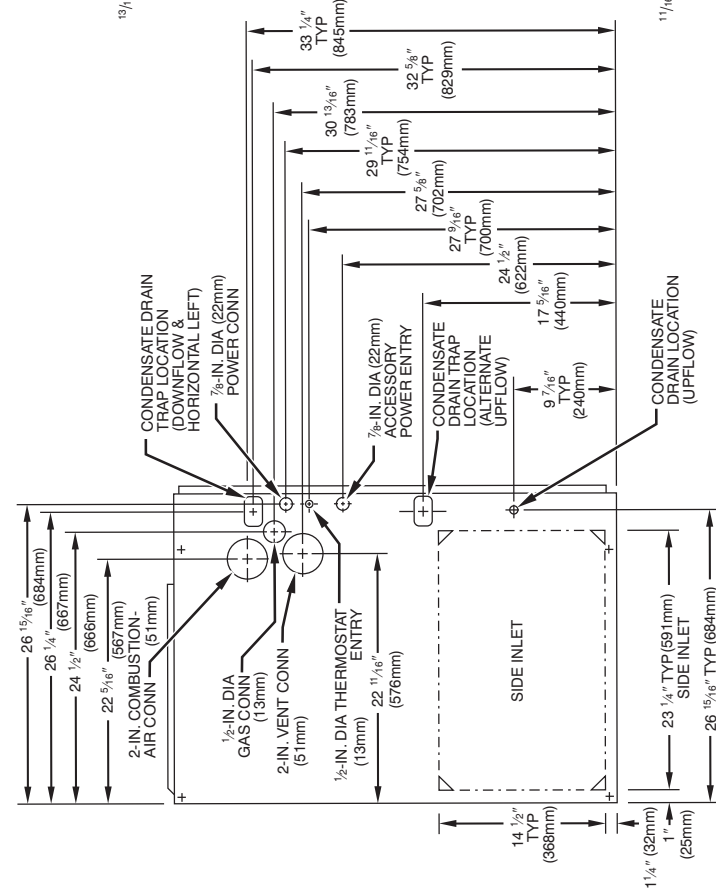 13/1
11/16
33 1/4″
TYP
(845mm)
32 5/8″
TYP
(829mm)
30 13/16″
(783mm)
29 11/16″
TYP
(754mm)
27 5/8″
(702mm)
27 9/16″
TYP
(700mm)
24 1/2″
(622mm)
17 5/16″
(440mm)
9 7/16″
TYP
(240mm)
CONDENSATE DRAIN
TRAP LOCATION
(DOWNFLOW &
HORIZONTAL LEFT)
7/8-IN. DIA (22mm)
POWER CONN
7/8-IN. DIA (22mm)
ACCESSORY
POWER ENTRY
CONDENSATE
DRAIN TRAP
LOCATION
(ALTERNATE
UPFLOW)
CONDENSATE
DRAIN LOCATION
(UPFLOW)
26 15/16″
(684mm)
26 1/4″
(667mm)
24 1/2″
(666mm)
22 5/16″
(567mm)
2-IN. COMBUSTION-
AIR CONN
(51mm)
1/2-IN. DIA
GAS CONN
(13mm)
2-IN. VENT CONN
(51mm)
1/2-IN. DIA THERMOSTAT
ENTRY
(13mm)
22 11/16″
(576mm)
SIDE INLET
14 1/2″
TYP
(368mm)
23 1/4″ TYP(591mm)
SIDE INLET
26 15/16″ TYP (684mm)
1 1/4″ (32mm)
1″
(25mm)